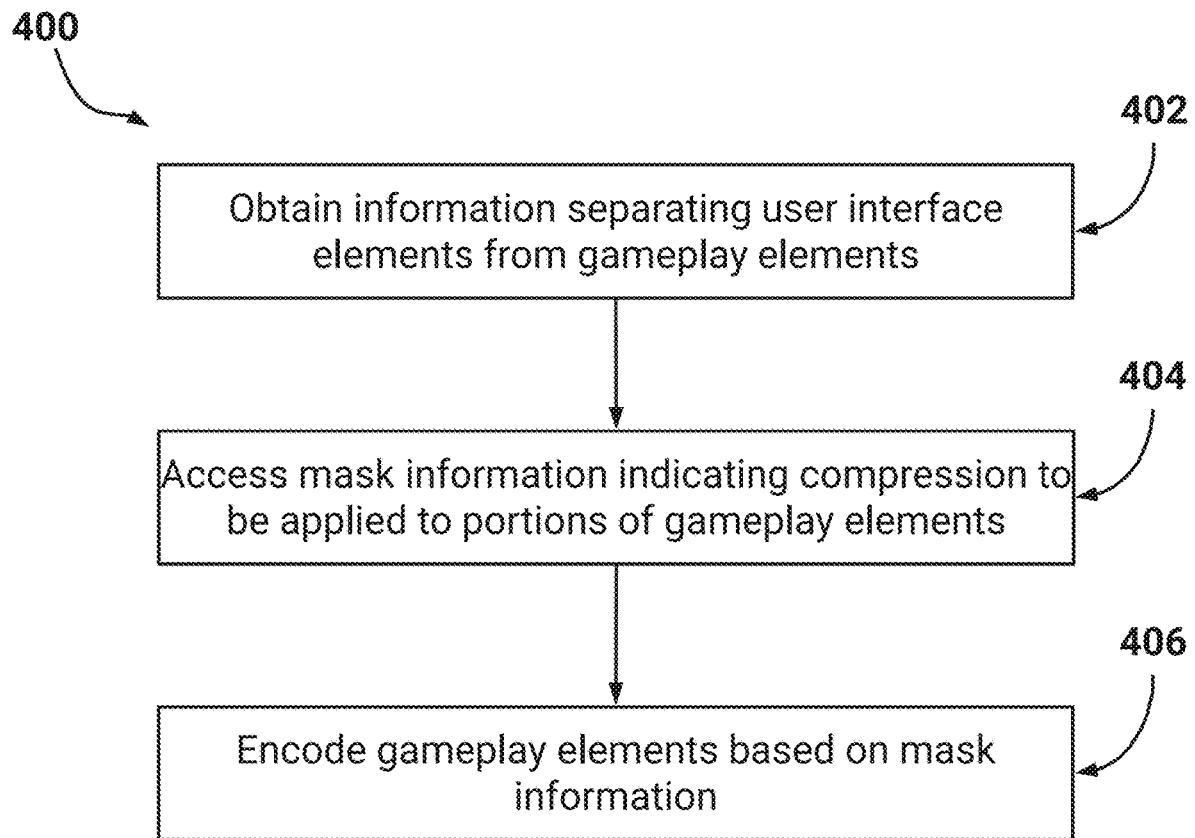 400
402
Obtain information separating user interface
elements from gameplay elements
404
Access mask information indicating compression to
be applied to portions of gameplay elements
406
Encode gameplay elements based on mask
information